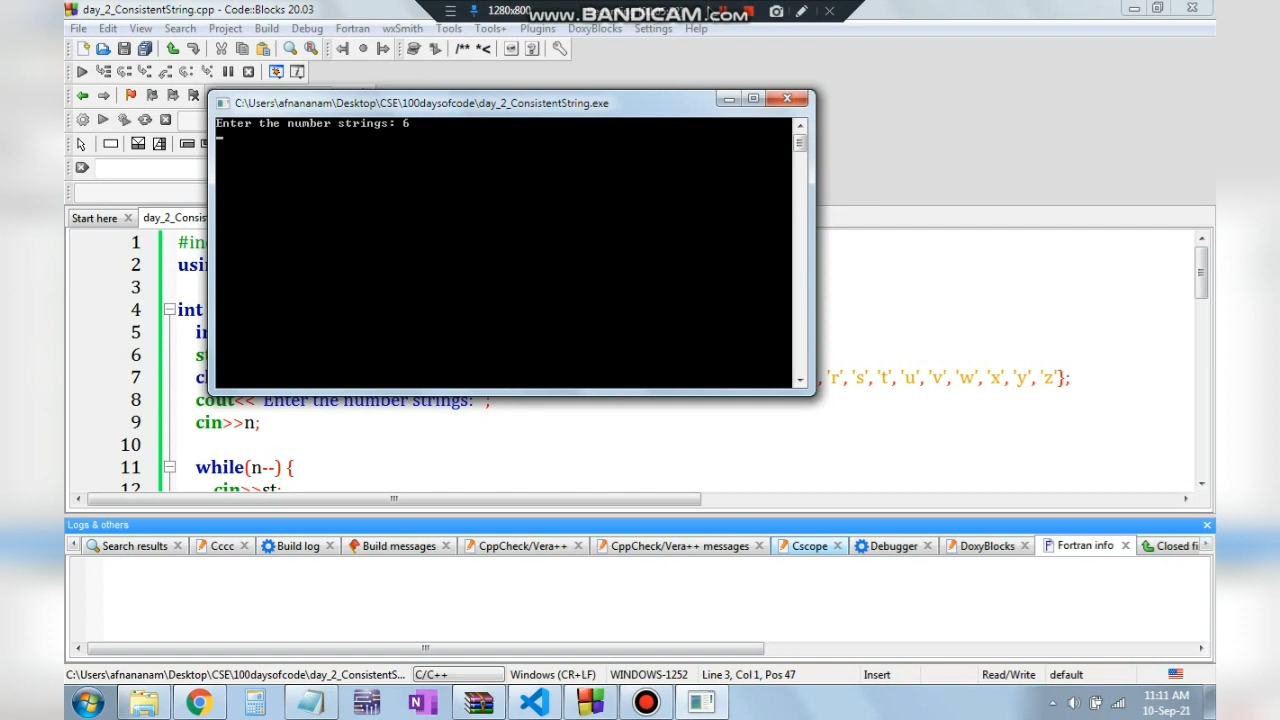 day_2_ConsistentString.cpp - Code::Blocks 20.03
1280x800
www.BANDICAM.com
File Edit View Search Project Build Debug Fortran wxSmith Tools Tools+ Plugins DoxyBlocks Settings Help
/** *<
C:\Users\afnananam\Desktop\CSE\100daysofcode\day_2_ConsistentString.exe
Enter the number strings: 6
Start here
day_2_Consis
1 #in
2 usin
3
4 int
5 in
6 st
7 'r', 's', 't', 'u', 'v', 'w', 'x', 'y', 'z'};
8 cout<< "Enter the number strings: ";
9 cin>>n;
10
11 while(n--) {
12 cin>>st;
Logs & others
Search results Cccc Build log Build messages CppCheck/Vera++ CppCheck/Vera++ messages Cscope Debugger DoxyBlocks Fortran info Closed fi
C:\Users\afnananam\Desktop\CSE\100daysofcode\day_2_ConsistentS... C/C++ Windows (CR+LF) WINDOWS-1252 Line 3, Col 1, Pos 47 Insert Read/Write default
11:11 AM
10-Sep-21